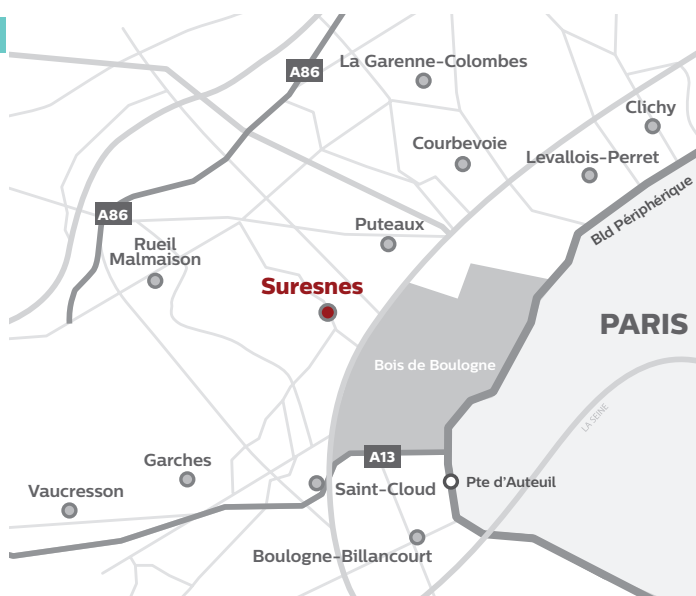 A86
La Garenne-Colombes
Clichy
Courbevoie
Levallois-Perret
Bld Périphérique
A86
Puteaux
Rueil
Malmaison
Suresnes
PARIS
Bois de Boulogne
LA SEINE
A13
Garches
Pte d'Auteuil
Vaucresson
Saint-Cloud
Boulogne-Billancourt